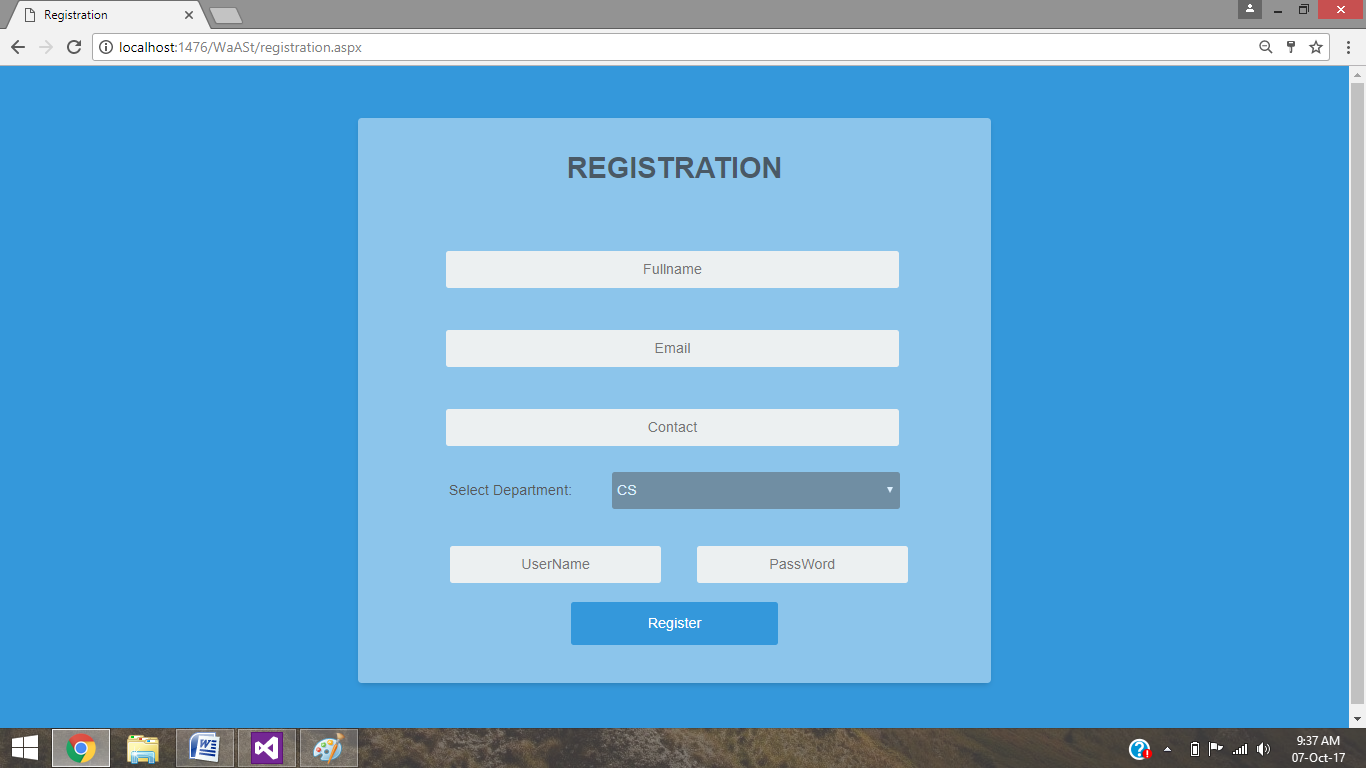 Registration
localhost:1476/WaASt/registration.aspx
REGISTRATION
Fullname
Email
Contact
Select Department: CS
UserName PassWord
Register
9:37 AM
07-Oct-17